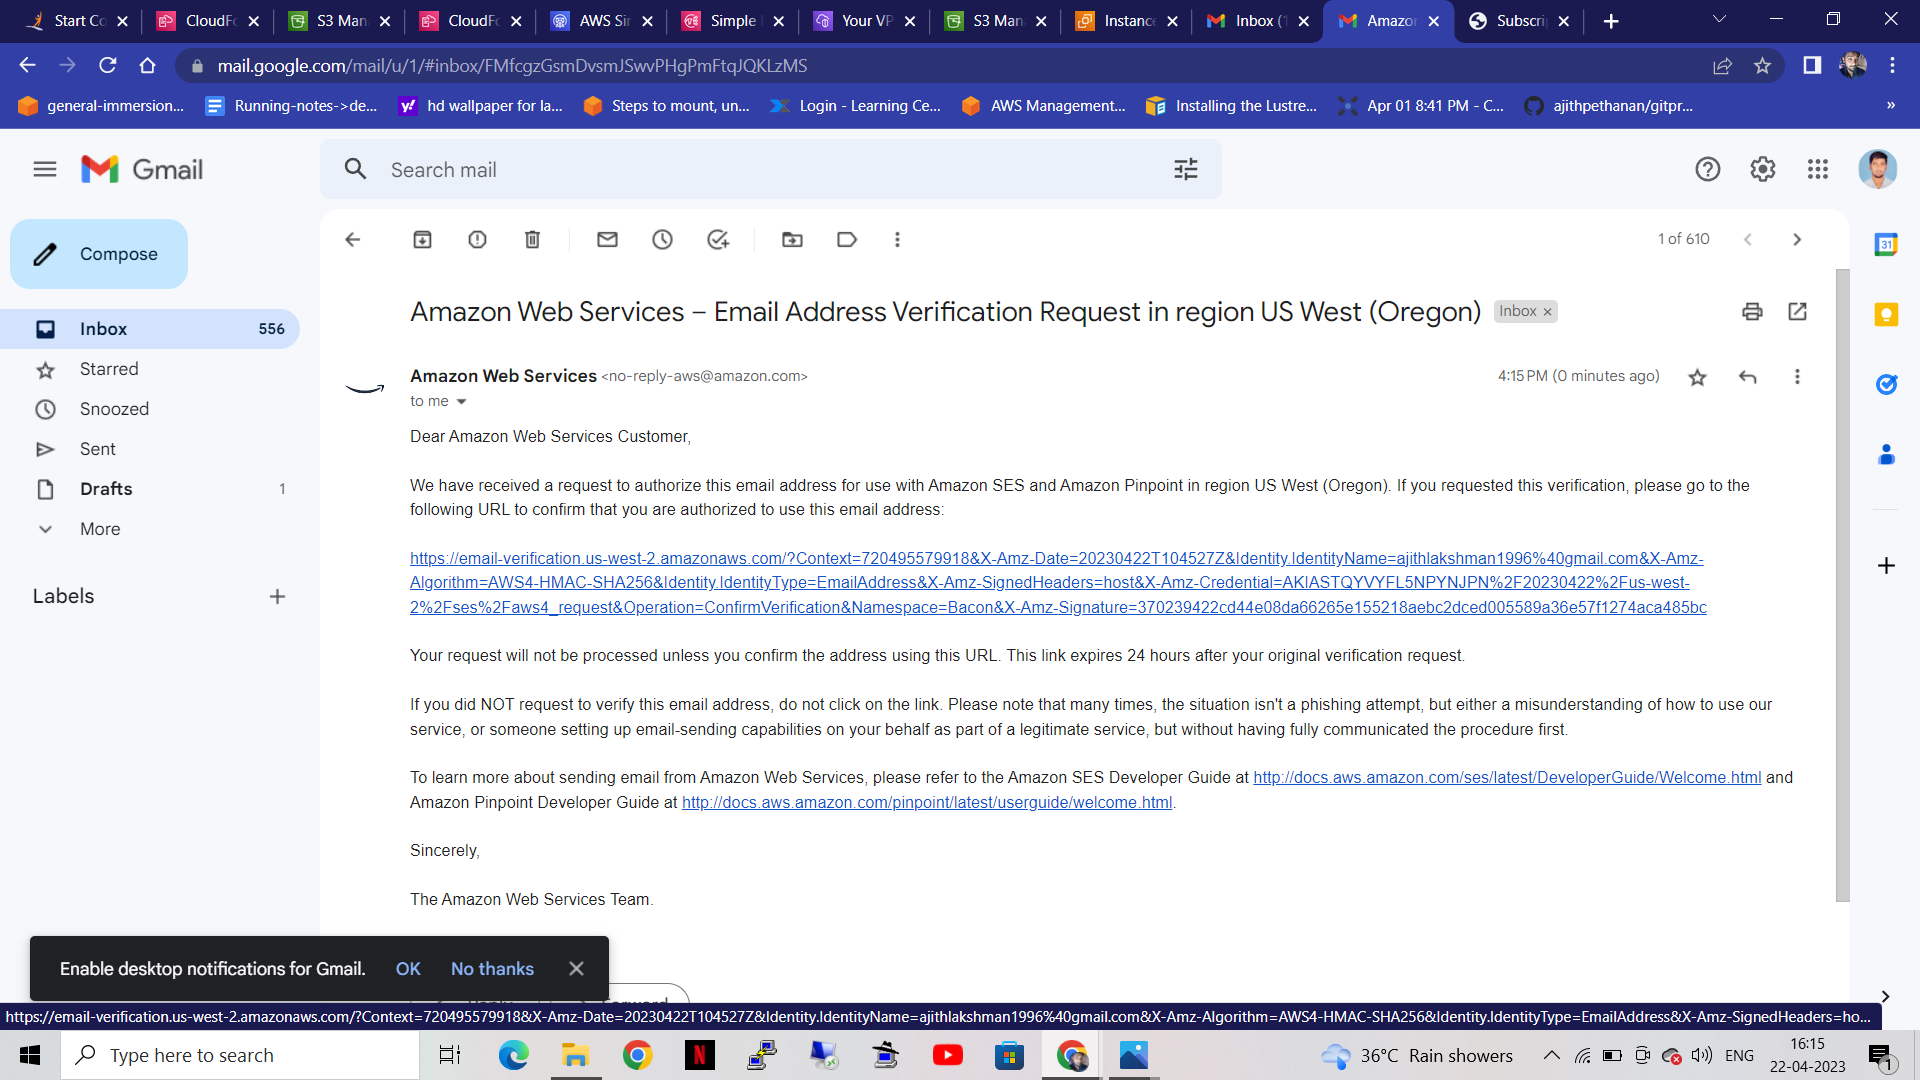 Start Co
CloudFo
S3 Man
CloudFo
AWS Sin
Simple
Your VP
S3 Man
Instance
Inbox (1
Amazon
Subscrip
mail.google.com/mail/u/1/#inbox/FMfcgzGsmDvsmJSwvPHgPmFtqJQKLzMS
general-immersion...
Running-notes->de...
hd wallpaper for la...
Steps to mount, un...
Login - Learning Ce...
AWS Management...
Installing the Lustre...
Apr 01 8:41 PM - C...
ajithpethanan/gitpr...
»
Gmail
Search mail
Compose
1 of 610
Inbox 556
Starred
Snoozed
Sent
Drafts 1
More
Labels
Amazon Web Services – Email Address Verification Request in region US West (Oregon) Inbox ×
Amazon Web Services <no-reply-aws@amazon.com> 4:15 PM (0 minutes ago)
to me
Dear Amazon Web Services Customer,
We have received a request to authorize this email address for use with Amazon SES and Amazon Pinpoint in region US West (Oregon). If you requested this verification, please go to the
following URL to confirm that you are authorized to use this email address:
https://email-verification.us-west-2.amazonaws.com/?Context=720495579918&X-Amz-Date=20230422T104527Z&Identity.IdentityName=ajithlakshman1996%40gmail.com&X-Amz-
Algorithm=AWS4-HMAC-SHA256&Identity.IdentityType=EmailAddress&X-Amz-SignedHeaders=host&X-Amz-Credential=AKIASTQYVYFL5NPYNJPN%2F20230422%2Fus-west-
2%2Fses%2Faws4_request&Operation=ConfirmVerification&Namespace=Bacon&X-Amz-Signature=370239422cd44e08da66265e155218aebc2dced005589a36e57f1274aca485bc
Your request will not be processed unless you confirm the address using this URL. This link expires 24 hours after your original verification request.
If you did NOT request to verify this email address, do not click on the link. Please note that many times, the situation isn't a phishing attempt, but either a misunderstanding of how to use our
service, or someone setting up email-sending capabilities on your behalf as part of a legitimate service, but without having fully communicated the procedure first.
To learn more about sending email from Amazon Web Services, please refer to the Amazon SES Developer Guide at http://docs.aws.amazon.com/ses/latest/DeveloperGuide/Welcome.html and
Amazon Pinpoint Developer Guide at http://docs.aws.amazon.com/pinpoint/latest/userguide/welcome.html.
Sincerely,
The Amazon Web Services Team.
Enable desktop notifications for Gmail. OK No thanks
https://email-verification.us-west-2.amazonaws.com/?Context=720495579918&X-Amz-Date=20230422T104527Z&Identity.IdentityName=ajithlakshman1996%40gmail.com&X-Amz-Algorithm=AWS4-HMAC-SHA256&Identity.IdentityType=EmailAddress&X-Amz-SignedHeaders=ho...
Type here to search
36°C Rain showers
ENG
16:15
22-04-2023
1